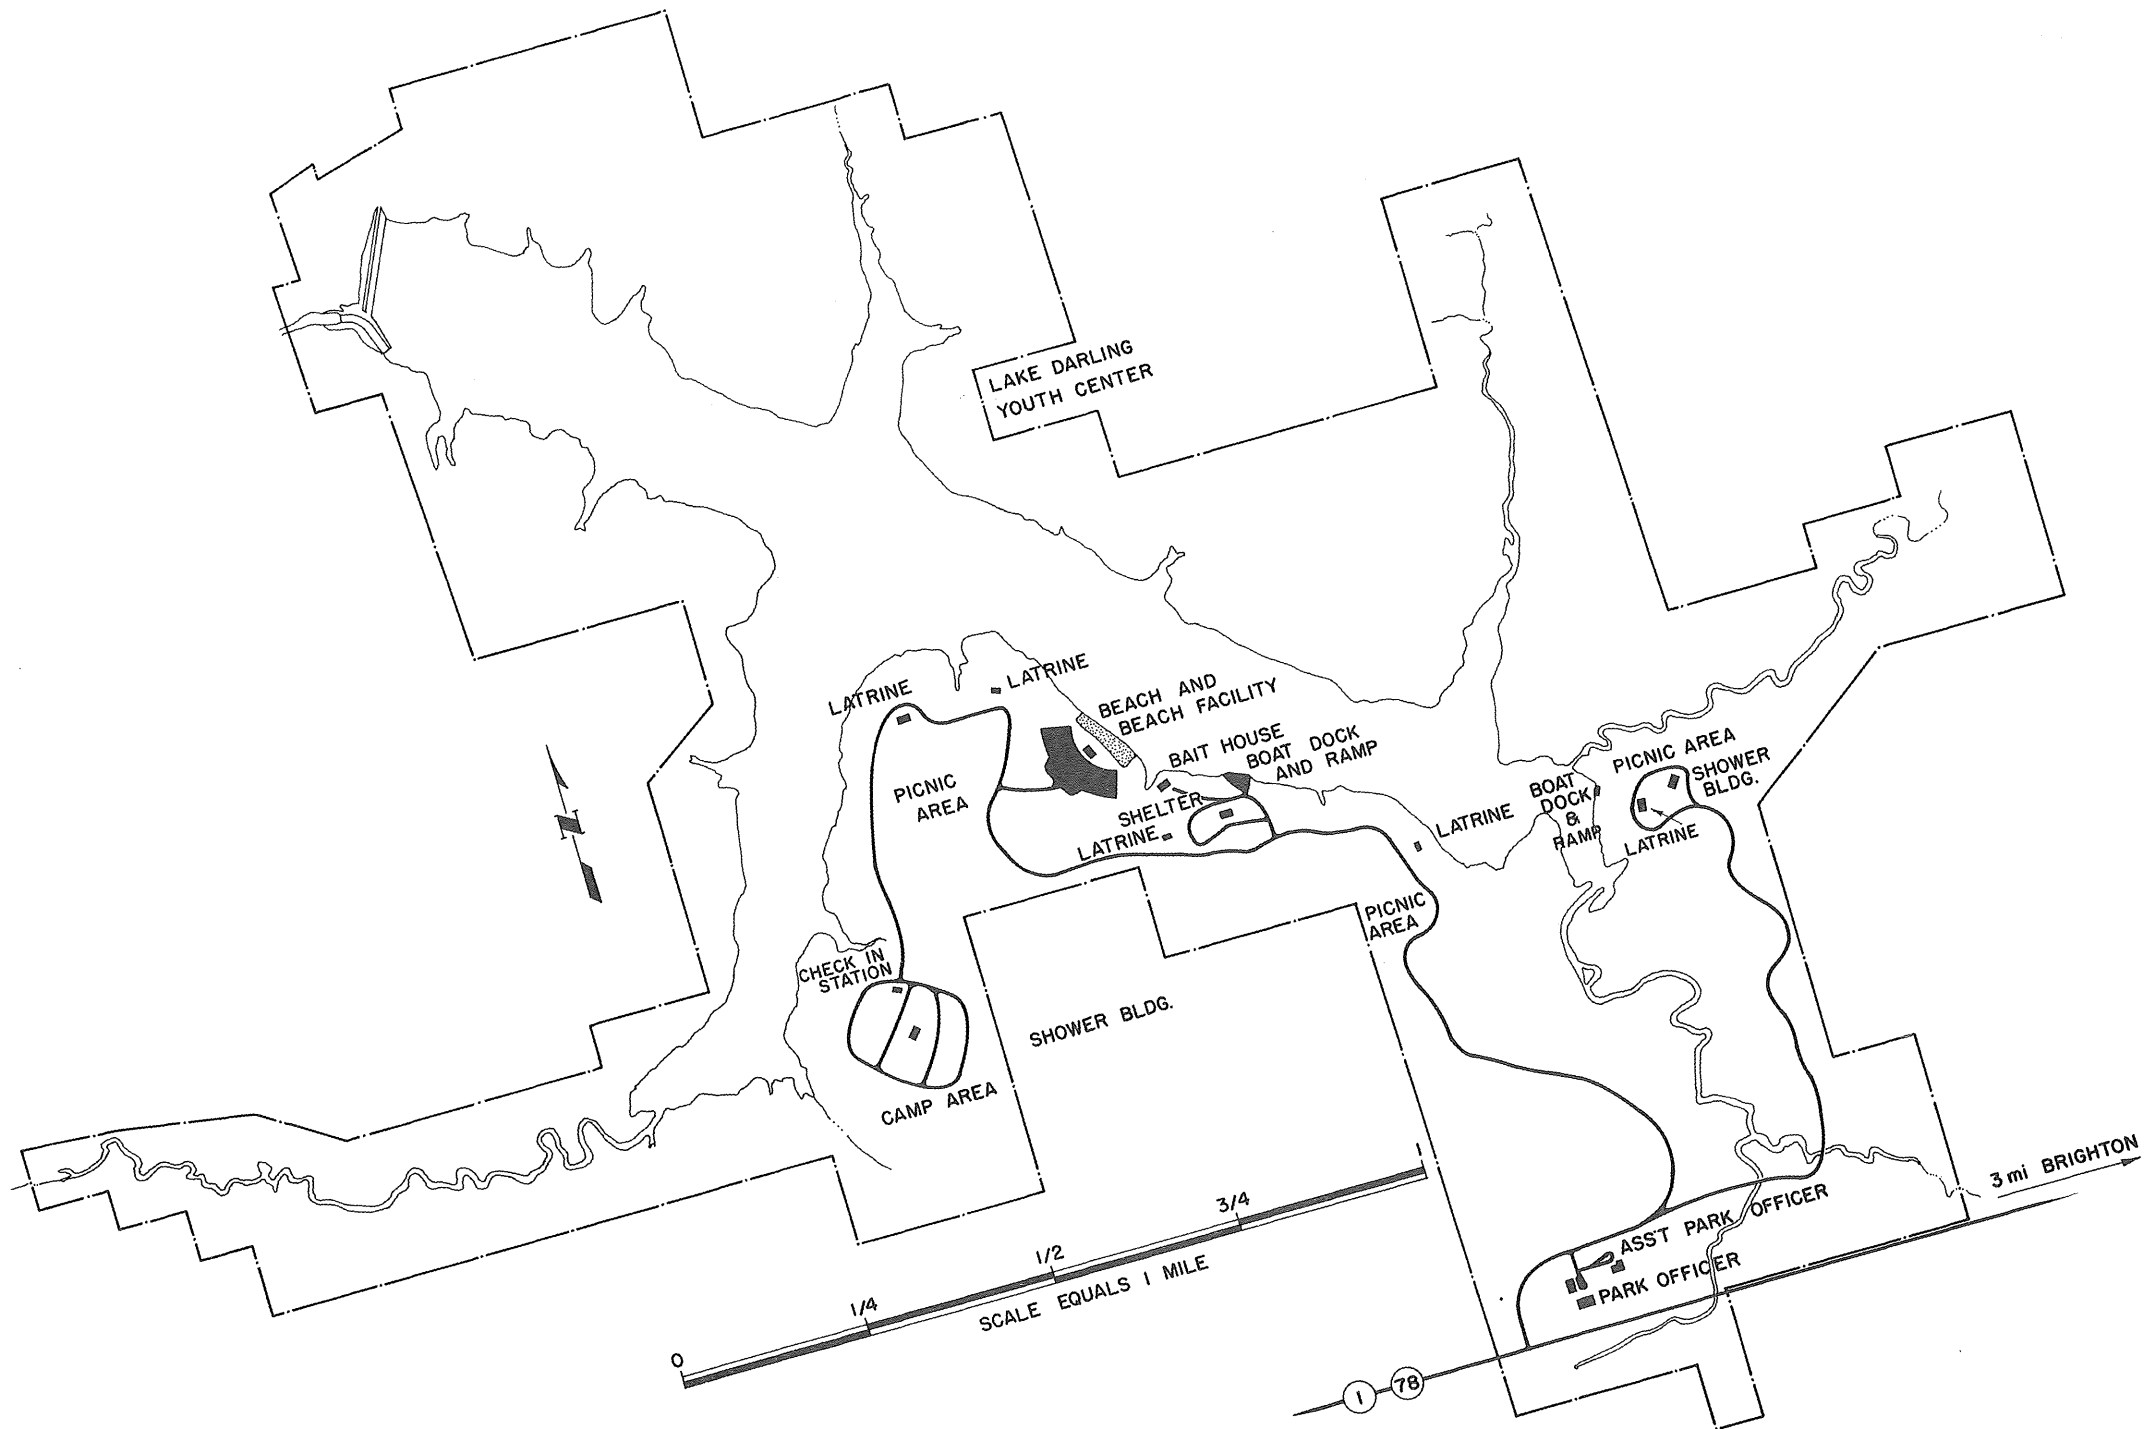 LAKE DARLING
YOUTH CENTER
LATRINE
LATRINE
BEACH AND
BEACH FACILITY
BAIT HOUSE
BOAT DOCK
AND RAMP
PICNIC
AREA
SHELTER
LATRINE
LATRINE
BOAT
DOCK
&
RAMP
PICNIC AREA
SHOWER
BLDG.
LATRINE
PICNIC
AREA
N
CHECK IN
STATION
SHOWER BLDG.
CAMP AREA
3 mi BRIGHTON
ASS'T PARK OFFICER
PARK OFFICER
0
1/4
1/2
3/4
1
SCALE EQUALS 1 MILE
1
78